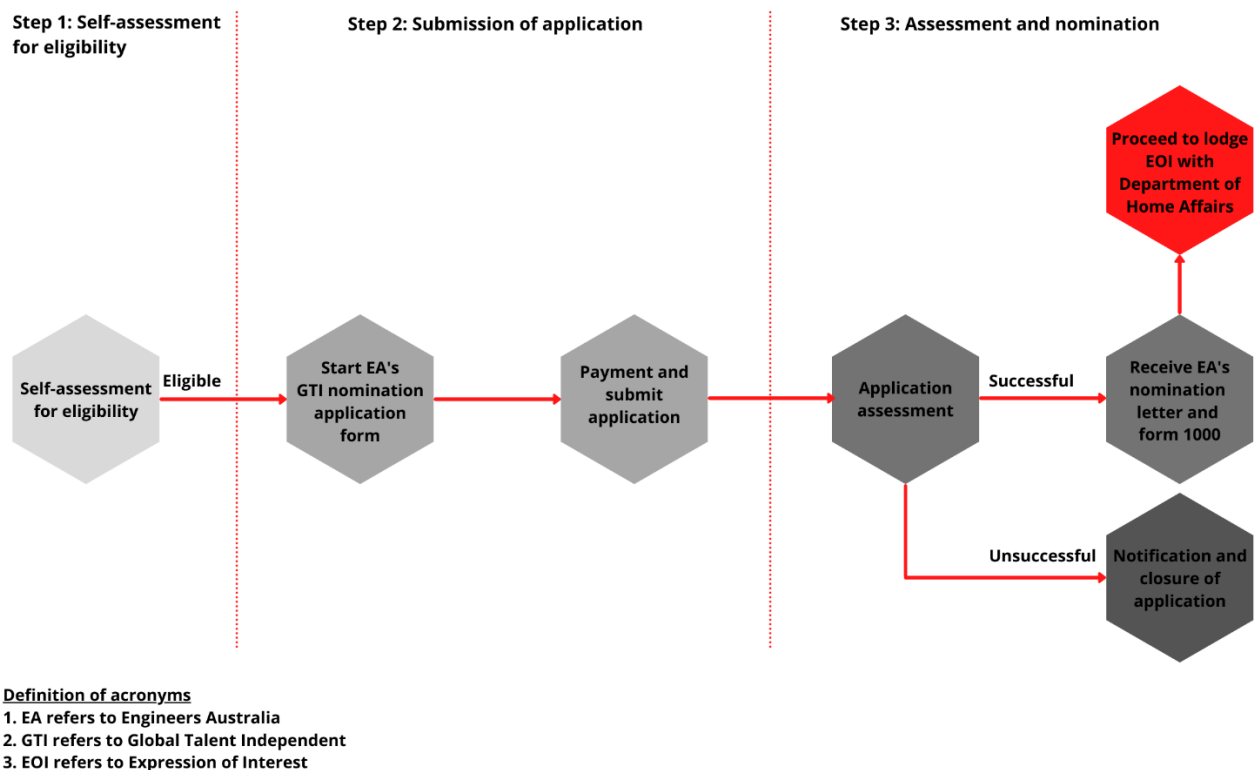 Step 1: Self-assessment
for eligibility
Step 2: Submission of application
Step 3: Assessment and nomination
Proceed to lodge
EOI with
Department of
Home Affairs
Self-assessment
for eligibility
Eligible
Start EA's
GTI nomination
application
form
Payment and
submit
application
Application
assessment
Successful
Receive EA's
nomination
letter and
form 1000
Unsuccessful
Notification and
closure of
application
Definition of acronyms
1. EA refers to Engineers Australia
2. GTI refers to Global Talent Independent
3. EOI refers to Expression of Interest